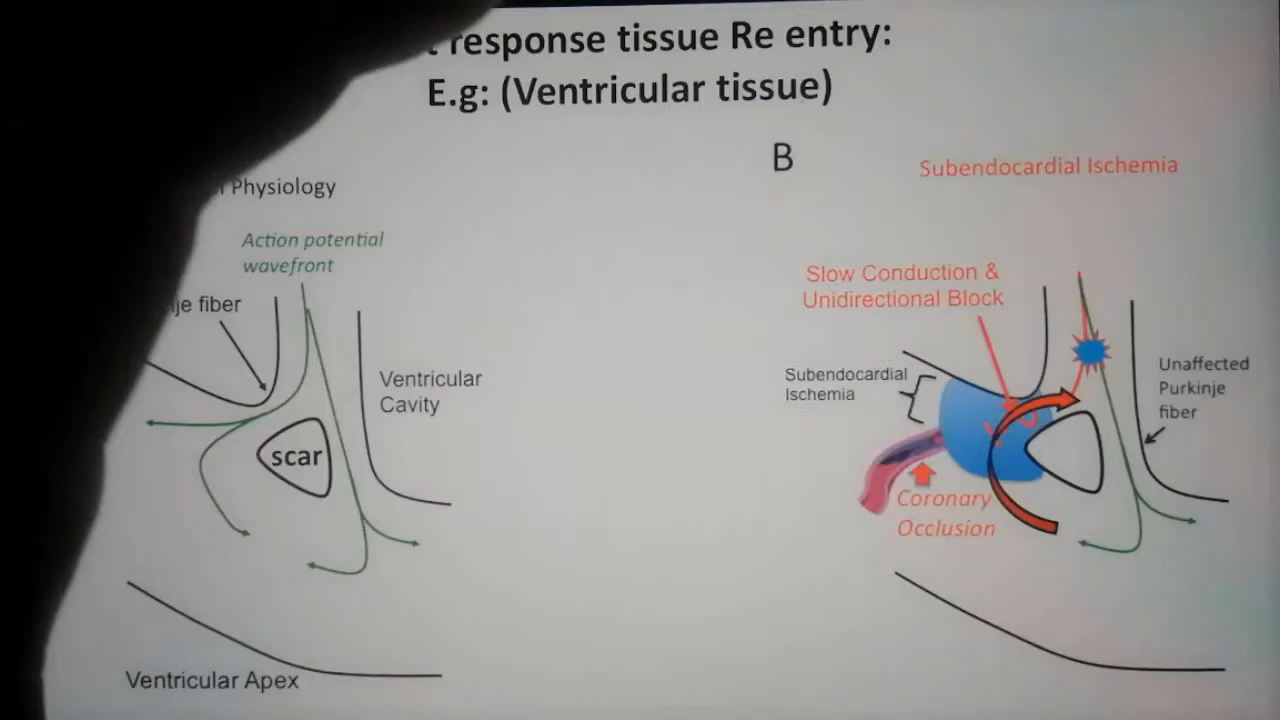 response tissue Re entry:
E.g: (Ventricular tissue)
B
Subendocardial Ischemia
Physiology
Action potential
wavefront
fiber
Ventricular
Cavity
scar
Ventricular Apex
Slow Conduction &
Unidirectional Block
Subendocardial
Ischemia
Unaffected
Purkinje
fiber
Coronary
Occlusion